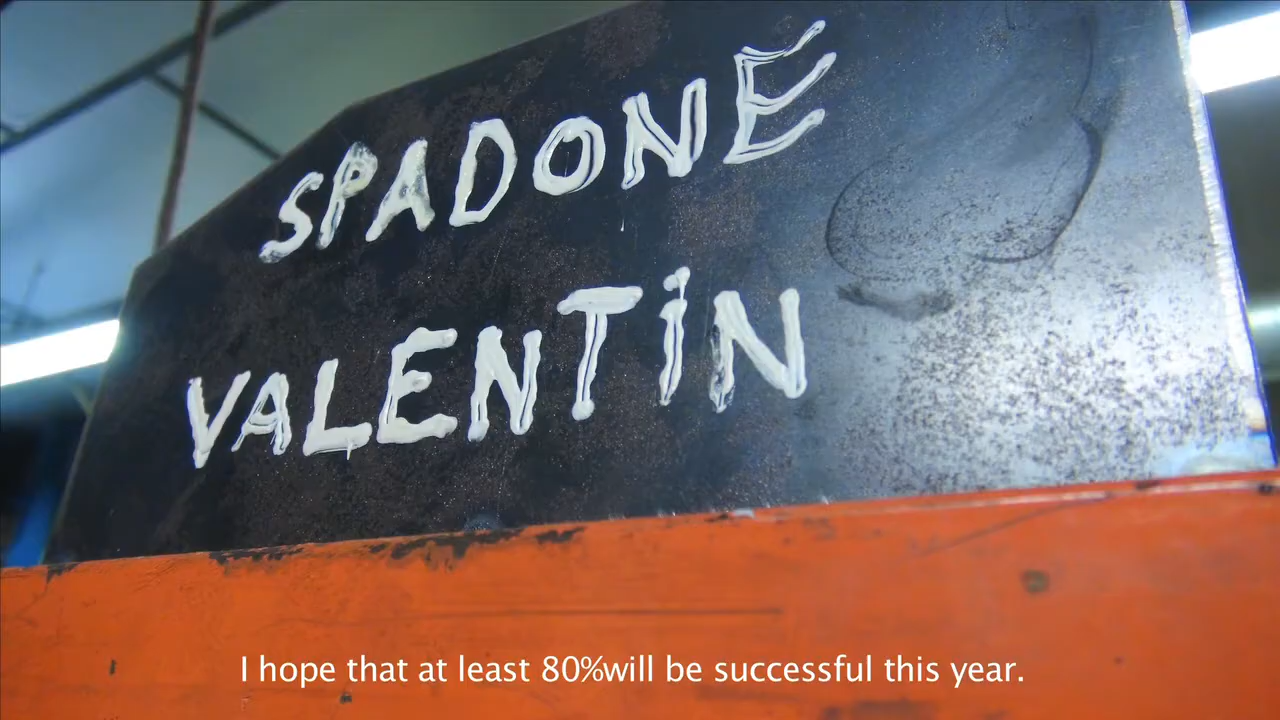 SPADONE
VALENTiN
I hope that at least 80%will be successful this year.